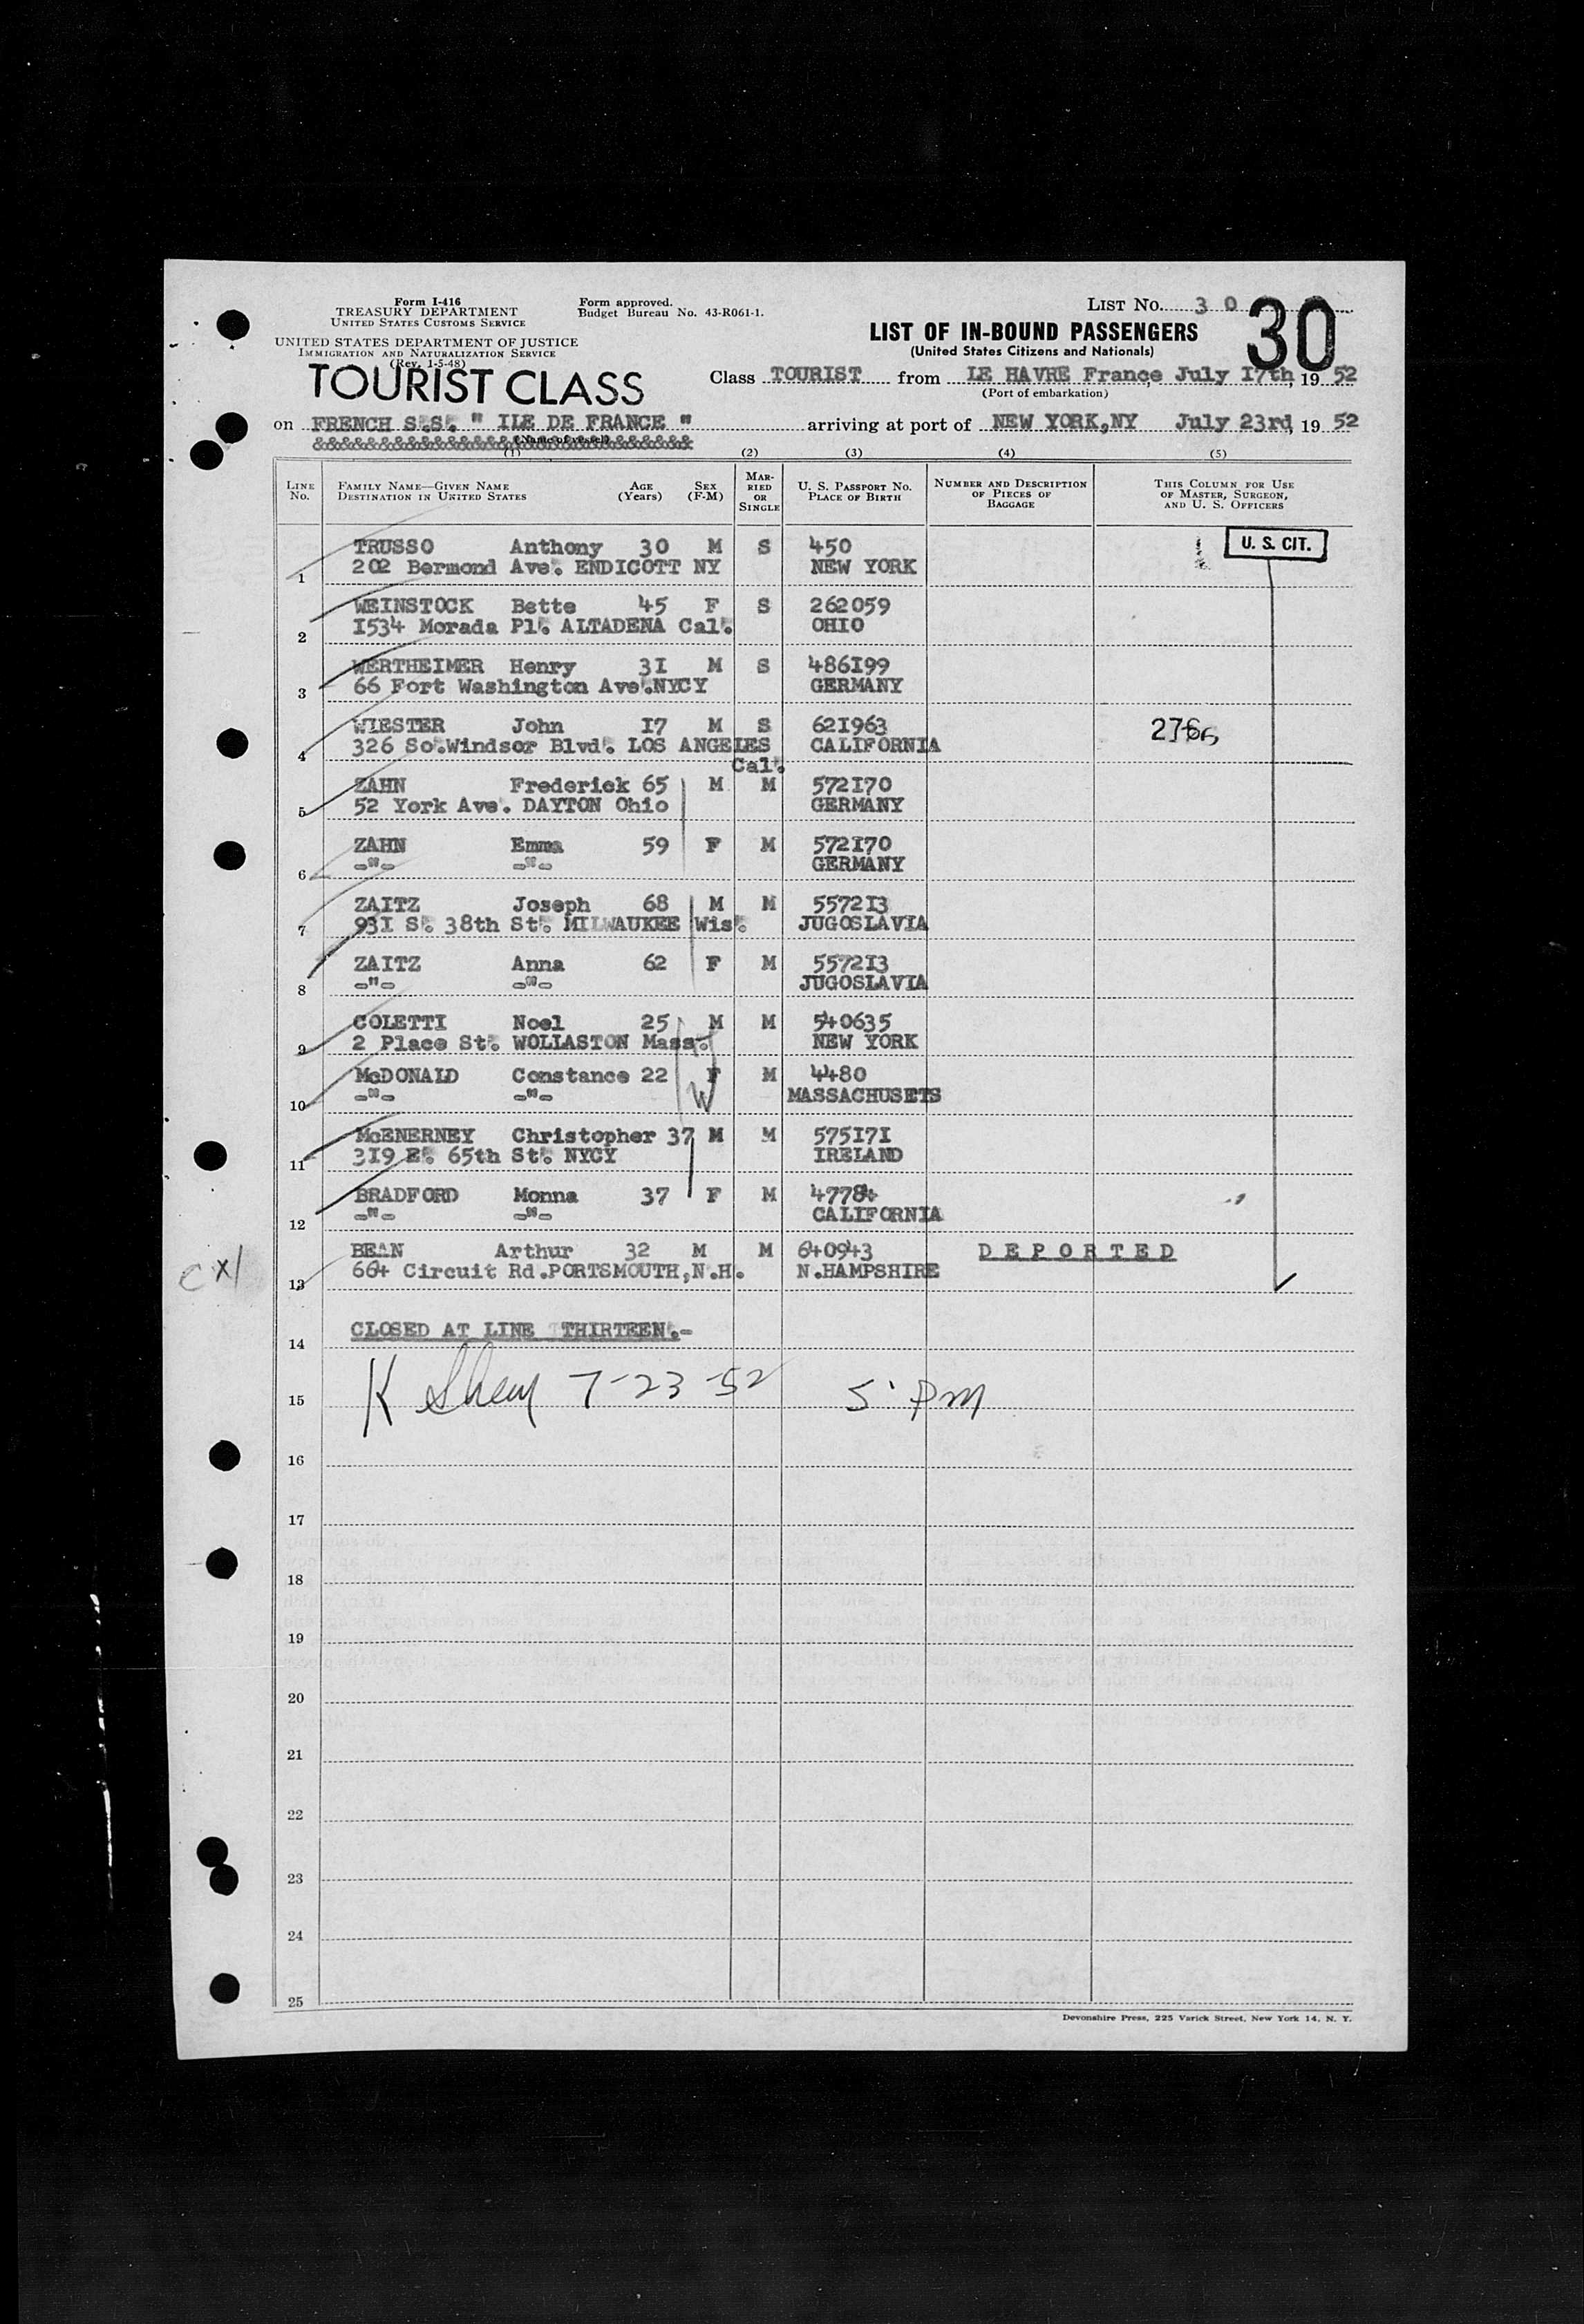 Form I-416
TREASURY DEPARTMENT
UNITED STATES CUSTOMS SERVICE
UNITED STATES DEPARTMENT OF JUSTICE
IMMIGRATION AND NATURALIZATION SERVICE
(Rev. 1-5-48)
Form approved.
Budget Bureau No. 43-R061-1.
LIST NO. 3 0
30
LIST OF IN-BOUND PASSENGERS
(United States Citizens and Nationals)
TOURIST CLASS
Class TOURIST from LE HAVRE France July 17th, 19 52
(Port of embarkation)
on FRENCH S.S. " ILE DE FRANCE " arriving at port of NEW YORK,NY July 23rd, 19 52
(Name of vessel)
(1) (2) (3) (4) (5)
LINE No. FAMILY NAME—GIVEN NAME DESTINATION IN UNITED STATES AGE (Years) SEX (F-M) MARRIED OR SINGLE U. S. PASSPORT NO. PLACE OF BIRTH NUMBER AND DESCRIPTION OF PIECES OF BAGGAGE THIS COLUMN FOR USE OF MASTER, SURGEON, AND U. S. OFFICERS
U. S. CIT.
TRUSSO Anthony 30 M S 450
1 202 Bermond Ave. ENDICOTT NY NEW YORK
WEINSTOCK Bette 45 F S 262059
2 1534 Morada Pl. ALTADENA Cal. OHIO
WERTHEIMER Henry 31 M S 486199
3 66 Fort Washington Ave.NYCY GERMANY
WIESTER John 17 M S 621963
4 326 So.Windsor Blvd. LOS ANGELES CALIFORNIA
Cal.
ZAHN Frederick 65 M M 572170
5 52 York Ave. DAYTON Ohio GERMANY
ZAHN Emma 59 F M 572170
6 -"- -"- GERMANY
ZAITZ Joseph 68 M M 557213
7 931 S. 38th St. MILWAUKEE Wis. JUGOSLAVIA
ZAITZ Anna 62 F M 557213
8 -"- -"- JUGOSLAVIA
COLETTI Noel 25 M M 540635
9 2 Place St. WOLLASTON Mass. NEW YORK
McDONALD Constance 22 F M 4480
10 -"- -"- MASSACHUSETS
McENERNEY Christopher 37 M M 575171
11 319 E. 65th St. NYCY IRELAND
BRADFORD Monna 37 F M 47784
12 -"- -"- CALIFORNIA
BEAN Arthur 32 M M 640943 D E P O R T E D
13 664 Circuit Rd.PORTSMOUTH,N.H. N.HAMPSHIRE
CLOSED AT LINE THIRTEEN.-
14
15 7-23-52 5 PM
16
17
18
19
20
21
22
23
24
25
Devonshire Press, 225 Varick Street, New York 14, N. Y.